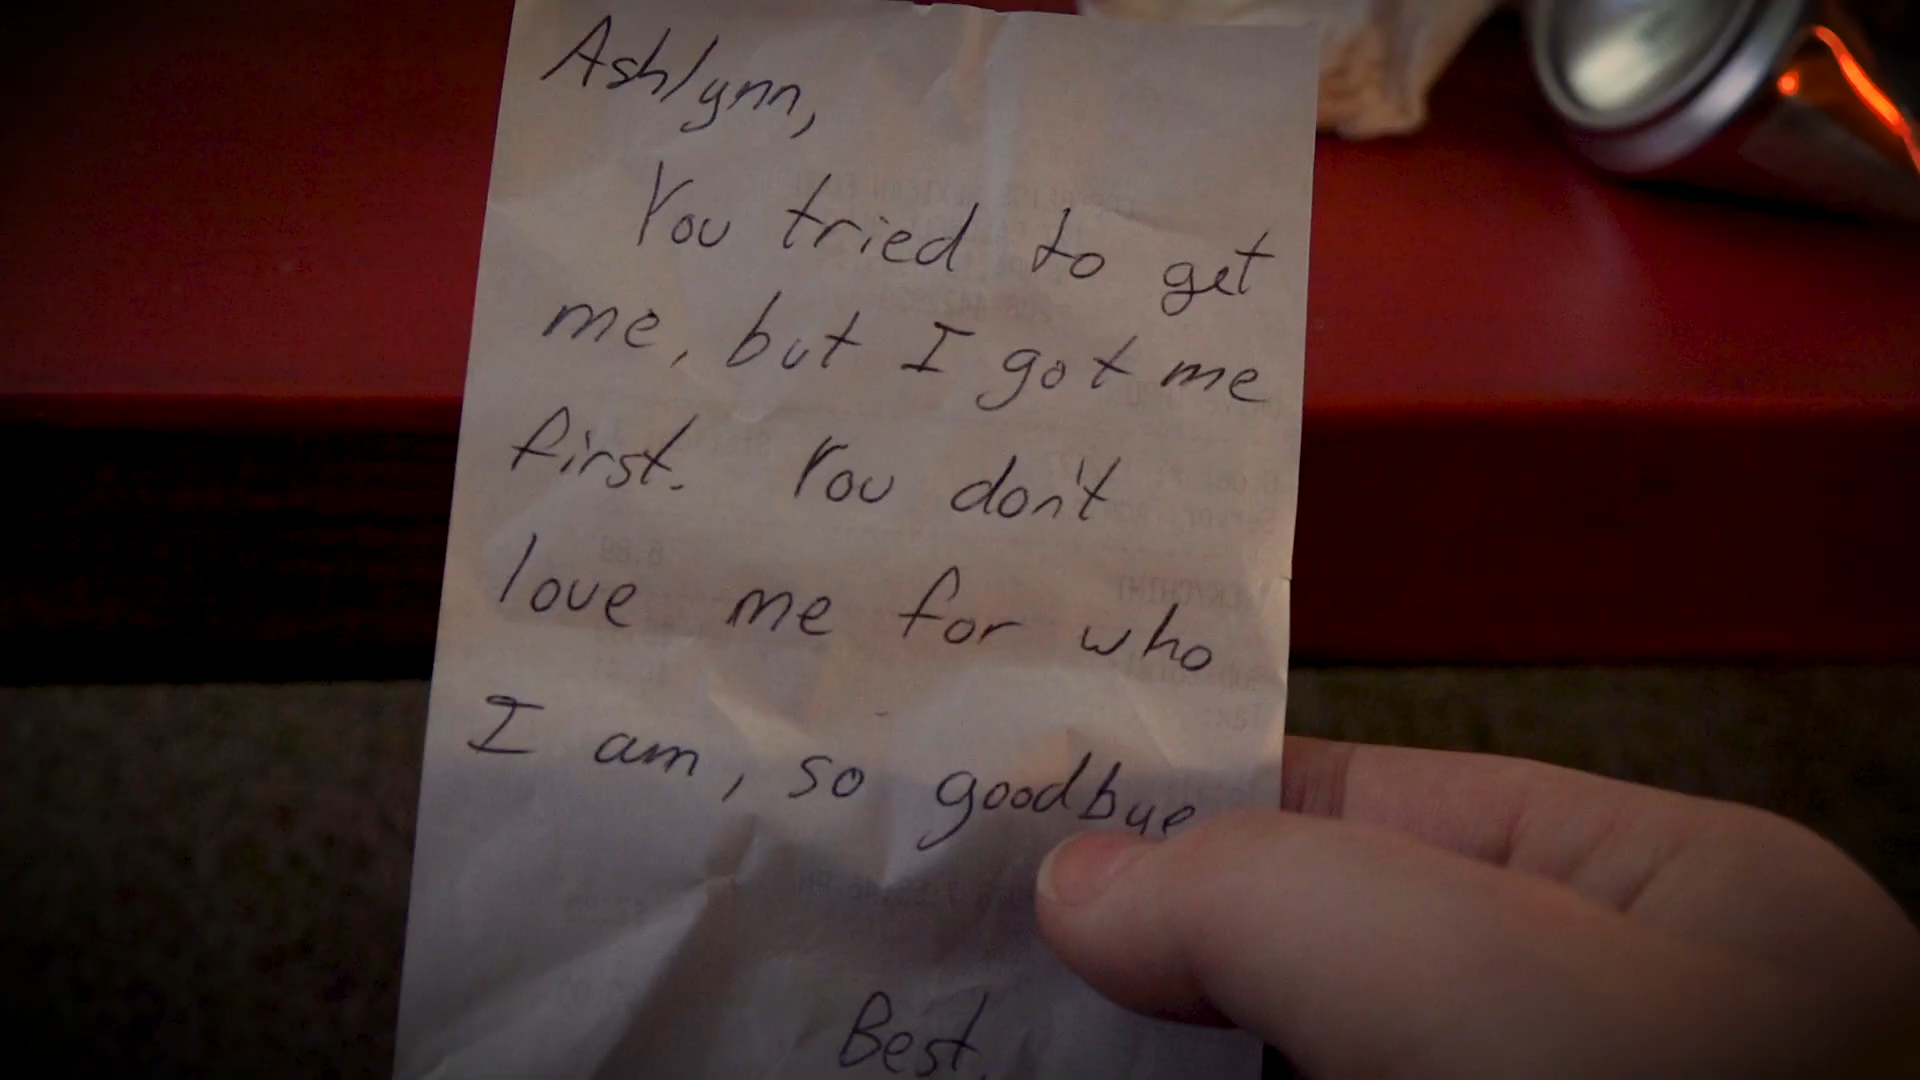 Ashlynn,
You tried to get
me, but I got me
first. You don't
love me for who
I am, so goodbye
Best,